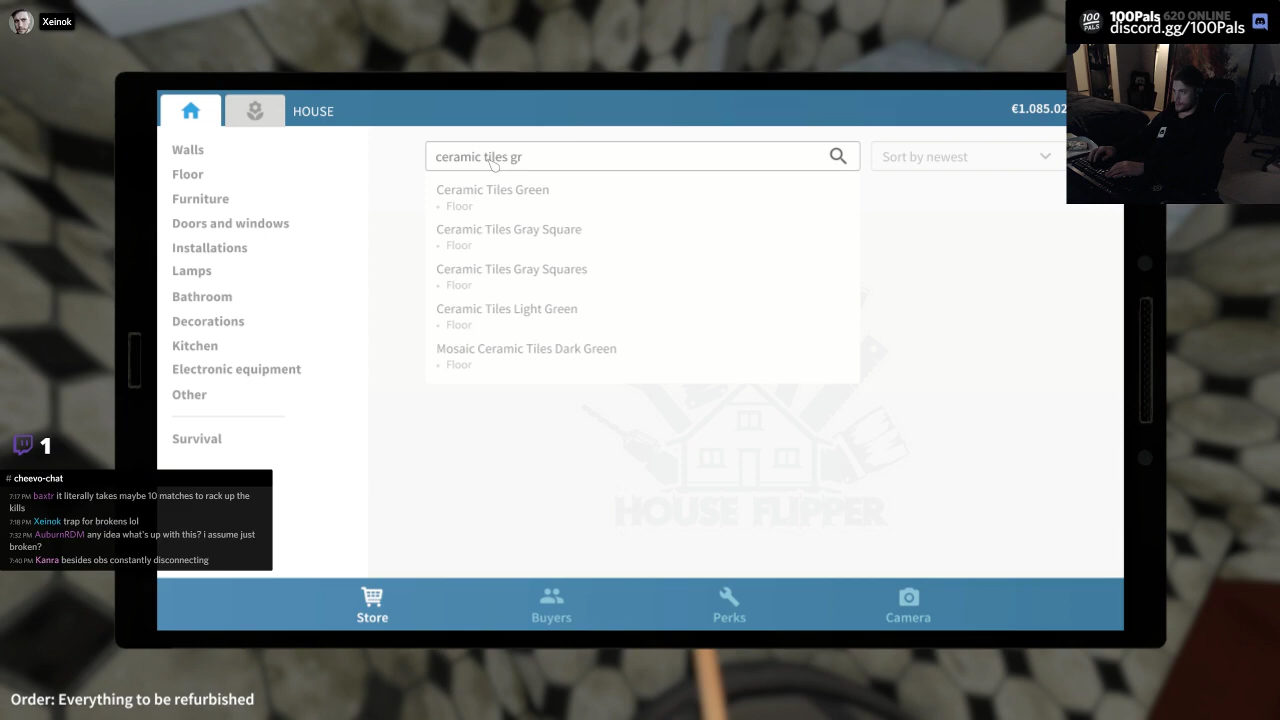 Xeinok
100Pals 620 ONLINE
discord.gg/100Pals
100
PALS
HOUSE
€1.085.02
Walls
Floor
Furniture
Doors and windows
Installations
Lamps
Bathroom
Decorations
Kitchen
Electronic equipment
Other
Survival
ceramic tiles gr
Sort by newest
Ceramic Tiles Green
• Floor
Ceramic Tiles Gray Square
• Floor
Ceramic Tiles Gray Squares
• Floor
Ceramic Tiles Light Green
• Floor
Mosaic Ceramic Tiles Dark Green
• Floor
HOUSE FLIPPER
1
# cheevo-chat
7:17 PM baxtr it literally takes maybe 10 matches to rack up the
kills
7:18 PM Xeinok trap for brokens lol
7:32 PM AuburnRDM any idea what's up with this? i assume just
broken?
7:40 PM Kanra besides obs constantly disconnecting
Store
Buyers
Perks
Camera
Order: Everything to be refurbished